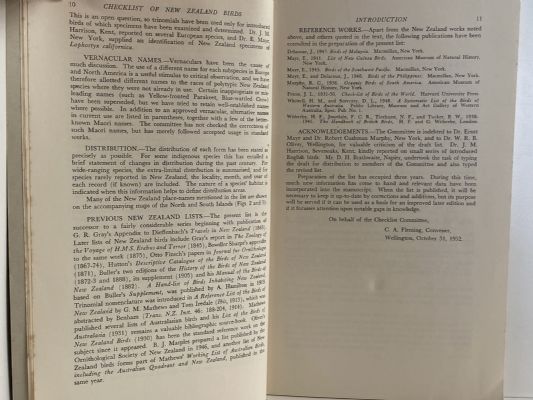 10 CHECKLIST OF NEW ZEALAND BIRDS
This is an open question, so trinomials have been used only for introduced
birds of which specimens have been examined and determined. Dr. J. M.
Harrison, Kent, reported on several European species, and Dr. E. Mayr,
New York, supplied an identification of New Zealand specimens of
Lophortyx californica.
VERNACULAR NAMES.—Vernaculars have been the cause of
much discussion. The use of a different name for each subspecies in Europe
and North America is a useful stimulus to critical observation, and we have
therefore allotted different names to the races of polytypic New Zealand
species where they were not already in use. Certain inappropriate or mis-
leading names (such as Yellow-fronted Parakeet, Blue-wattled Crow)
have been superseded, but we have tried to retain well-established names
where possible. In addition to an approved vernacular, alternative names
in current use are listed in parentheses, together with a few of the better-
known Maori names. The committee has not checked the correctness of
such Maori names, but has merely followed accepted usage in standard
works.
DISTRIBUTION.—The distribution of each form has been stated as
precisely as possible. For some indigenous species this has entailed a
brief statement of changes in distribution during the past century. For
wide-ranging species, the extra-limital distribution is summarised; and for
species rarely reported in New Zealand, the locality, month, and year of
each record (if known) are included. The nature of a species' habitat is
indicated when this information helps to define distribution areas.
Many of the New Zealand place-names mentioned in the list are shown
on the accompanying maps of the North and South Islands (Figs. 2 and 3).
PREVIOUS NEW ZEALAND LISTS.—The present list is the
successor to a fairly considerable series beginning with publication of
G. R. Gray's Appendix to Dieffenbach's Travels in New Zealand (1843).
Later lists of New Zealand birds include Gray's report in The Zoology of
the Voyage of H.M.S. Erebus and Terror (1845), Bowdler Sharpe's appendix
to the same work (1875), Otto Finsch's papers in Journal für Ornithologie
(1867-74), Hutton's Descriptive Catalogue of the Birds of New Zealand
(1871), Buller's two editions of the History of the Birds of New Zealand
(1872-3 and 1888), its supplement (1905) and his Manual of the Birds of
New Zealand (1882). A Hand-list of Birds Inhabiting New Zealand,
based on Buller's Supplement, was published by A. Hamilton in 1909.
Trinomial nomenclature was introduced in A Reference List of the Birds of
New Zealand by G. M. Mathews and Tom Iredale (Ibis, 1913), which was
abstracted by Benham (Trans. N.Z. Inst. 46: 188-204, 1914). Mathews
published several lists of Australasian birds and his List of the Birds of
Australasia (1931) remains a valuable bibliographic sourcebook. Oliver's
New Zealand Birds (1930) has been the standard reference work on the
subject since it appeared. B. J. Marples prepared a list published by the
Ornithological Society of New Zealand in 1946, and another list of New
Zealand birds forms part of Mathews' Working List of Australian Birds,
including the Australian Quadrant and New Zealand, published in the
same year.
INTRODUCTION 11
REFERENCE WORKS.—Apart from the New Zealand works noted
above, and others quoted in the text, the following publications have been
consulted in the preparation of the present list:
Delacour, J., 1947. Birds of Malaysia. Macmillan, New York.
Mayr, E., 1941. List of New Guinea Birds. American Museum of Natural History,
New York.
Mayr, E., 1945. Birds of the Southwest Pacific. Macmillan, New York.
Mayr, E., and Delacour, J., 1946. Birds of the Philippines. Macmillan, New York.
Murphy, R. C., 1936. Oceanic Birds of South America. American Museum of
Natural History, New York.
Peters, J. L., 1931-50. Check-List of Birds of the World. Harvard University Press.
Whittell, H. M., and Serventy, D. L., 1948. A Systematic List of the Birds of
Western Australia. Public Library, Museum and Art Gallery of Western
Australia, Spec. Pub. No. 1.
Witherby, H. F., Jourdain, F. C. R., Ticehurst, N. F., and Tucker, B. W., 1938-
1941. The Handbook of British Birds. H. F. and G. Witherby, London.
ACKNOWLEDGEMENTS.—The Committee is indebted to Dr. Ernst
Mayr and Dr. Robert Cushman Murphy, New York, and to Dr. W. R. B.
Oliver, Wellington, for valuable criticism of the draft list. Dr. J. M.
Harrison, Sevenoaks, Kent, kindly reported on small series of introduced
English birds. Mr. D. H. Brathwaite, Napier, undertook the task of typing
the draft for distribution to members of the Committee and also typed
the revised list.
Preparation of the list has occupied three years. During this time,
much new information has come to hand and relevant data have been
incorporated into the manuscript. When the list is published, it will be
necessary to keep it up-to-date by corrections and additions, but its purpose
will be served if it can be used as a basis for an improved later edition and
if it focuses attention upon notable gaps in knowledge.
On behalf of the Checklist Committee,
C. A. Fleming, Convener.
Wellington, October 31, 1952.